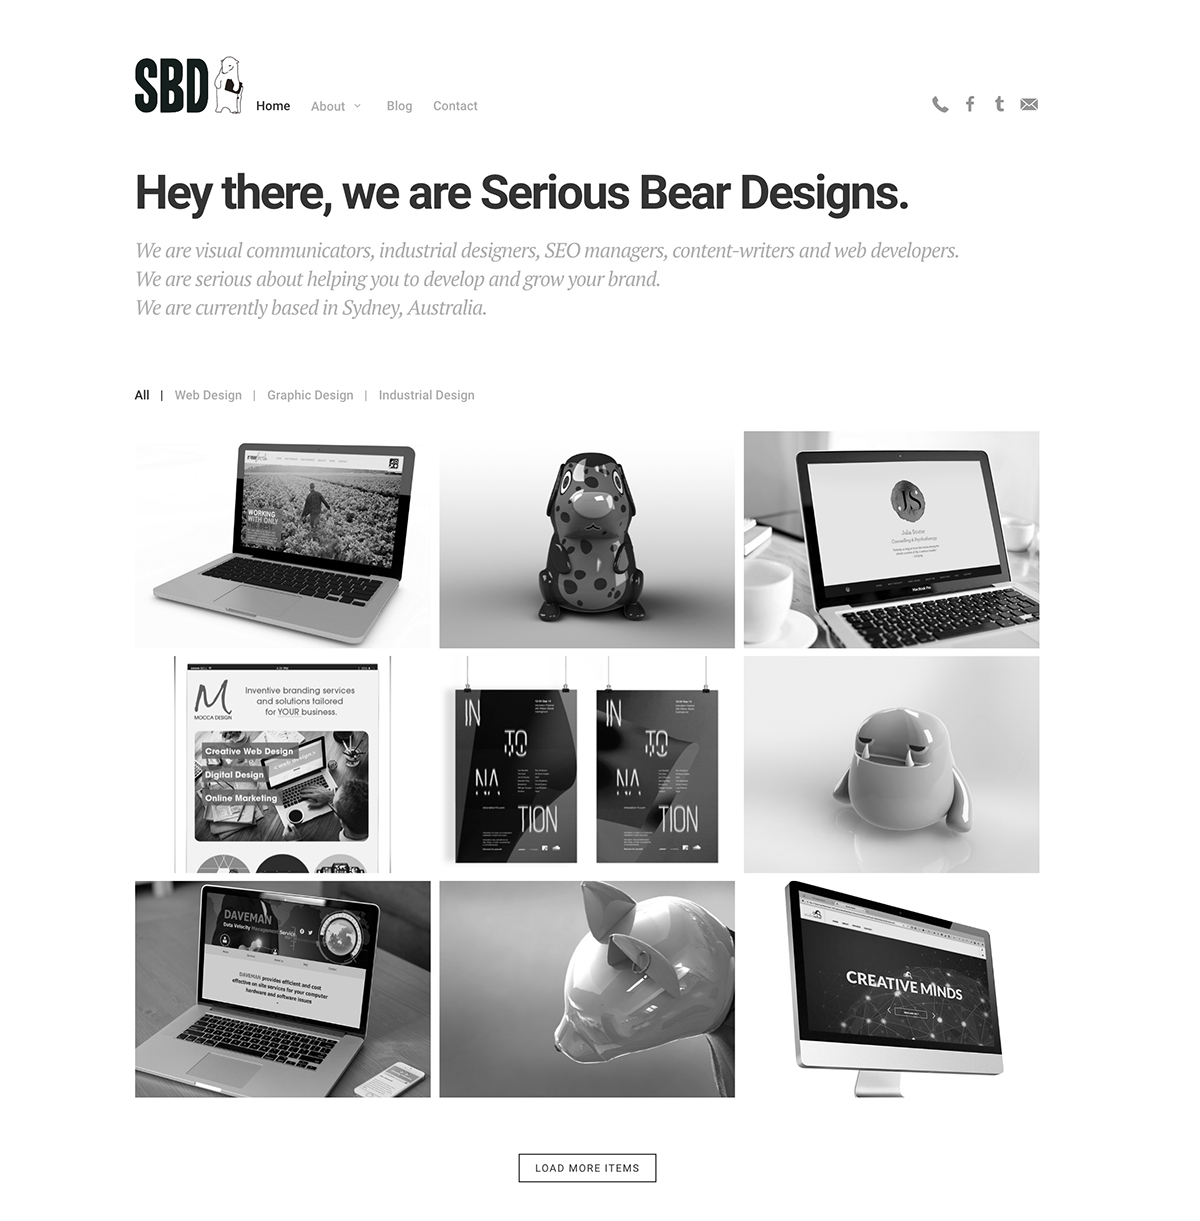 SBD
Home About Blog Contact
Hey there, we are Serious Bear Designs.
We are visual communicators, industrial designers, SEO managers, content-writers and web developers.
We are serious about helping you to develop and grow your brand.
We are currently based in Sydney, Australia.
All | Web Design | Graphic Design | Industrial Design
WORKING
WITH ONLY
JS
Counselling & Psychotherapy
MacBook Pro
M
MOCCA DESIGN
Inventive branding services
and solutions tailored
for YOUR business.
Creative Web Design
Digital Design
Online Marketing
IN
TO
NA
TION
IN
TO
NA
TION
DAVEMAN
Data Velocity Management Service
DAVEMAN provides efficient and cost
effective on site services for your computer
hardware and software issues
CREATIVE MINDS
LOAD MORE ITEMS